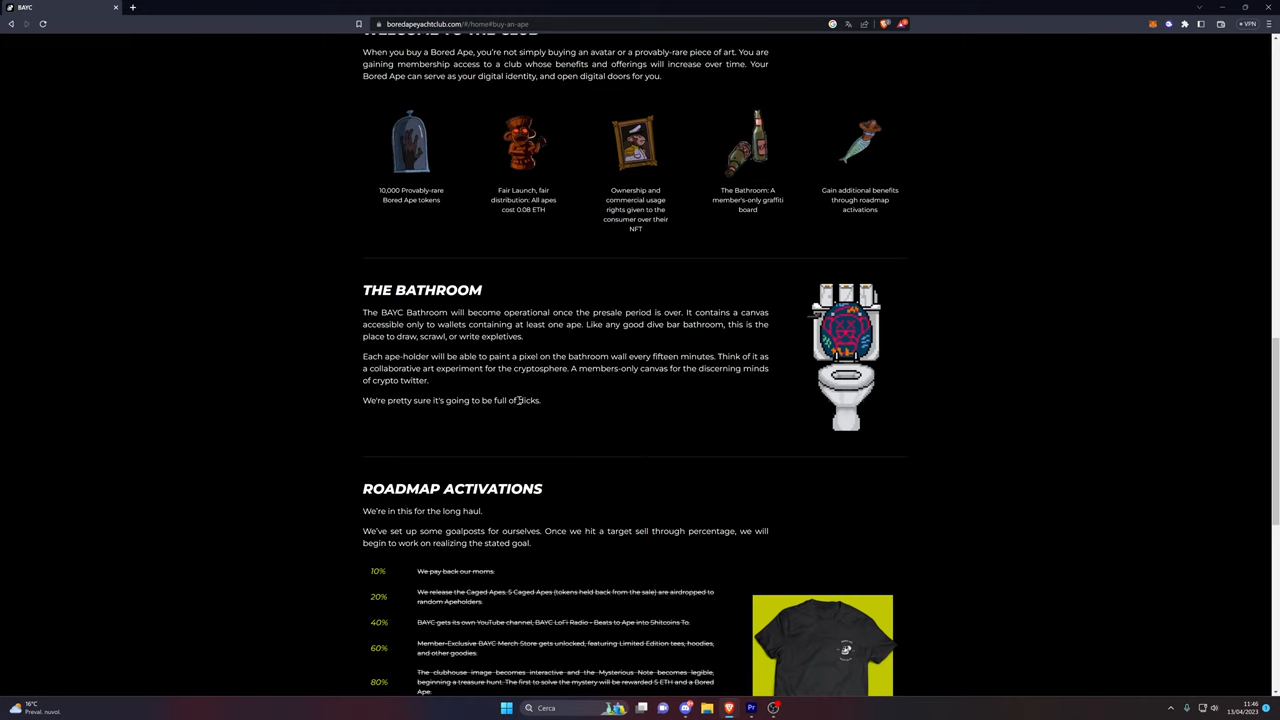 BAYC
boredapeyachtclub.com/#/home#buy-an-ape
VPN
WELCOME TO THE CLUB
When you buy a Bored Ape, you're not simply buying an avatar or a provably-rare piece of art. You are
gaining membership access to a club whose benefits and offerings will increase over time. Your
Bored Ape can serve as your digital identity, and open digital doors for you.
10,000 Provably-rare
Bored Ape tokens
Fair Launch, fair
distribution: All apes
cost 0.08 ETH
Ownership and
commercial usage
rights given to the
consumer over their
NFT
The Bathroom: A
member's-only graffiti
board
Gain additional benefits
through roadmap
activations
THE BATHROOM
The BAYC Bathroom will become operational once the presale period is over. It contains a canvas
accessible only to wallets containing at least one ape. Like any good dive bar bathroom, this is the
place to draw, scrawl, or write expletives.
Each ape-holder will be able to paint a pixel on the bathroom wall every fifteen minutes. Think of it as
a collaborative art experiment for the cryptosphere. A members-only canvas for the discerning minds
of crypto twitter.
We're pretty sure it's going to be full of dicks.
ROADMAP ACTIVATIONS
We're in this for the long haul.
We've set up some goalposts for ourselves. Once we hit a target sell through percentage, we will
begin to work on realizing the stated goal.
10% We pay back our moms.
20% We release the Caged Apes. 5 Caged Apes (tokens held back from the sale) are airdropped to
random Apeholders.
40% BAYC gets its own YouTube channel, BAYC LoFi Radio - Beats to Ape into Shitcoins To.
60% Member-Exclusive BAYC Merch Store gets unlocked, featuring Limited Edition tees, hoodies,
and other goodies.
80% The clubhouse image becomes interactive and the Mysterious Note becomes legible,
beginning a treasure hunt. The first to solve the mystery will be rewarded 5 ETH and a Bored
Ape.
16°C
Preval. nuvol.
Cerca
11:46
13/04/2023